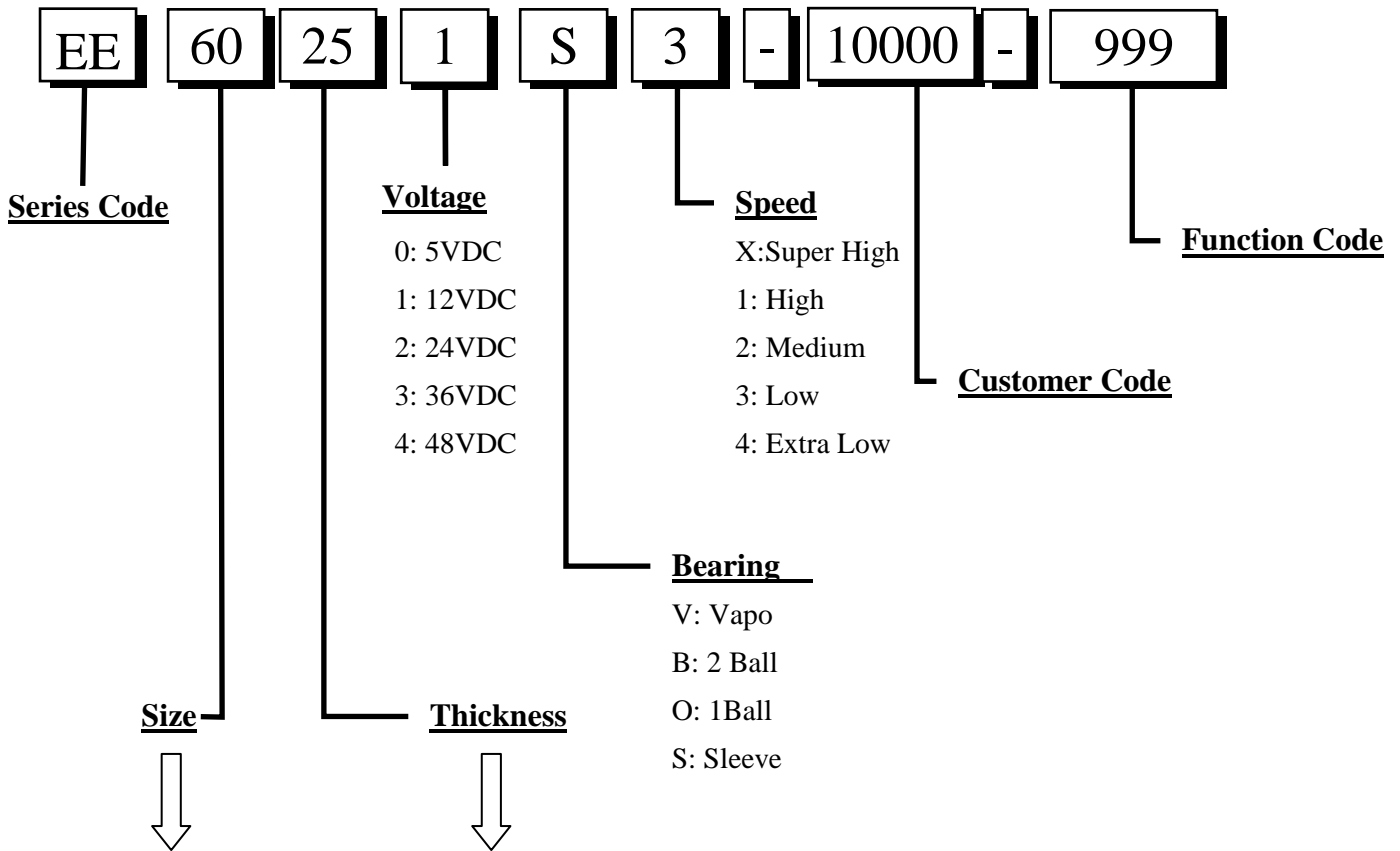 EE 60 25 1 S 3 - 10000 - 999
Series Code
Voltage
0: 5VDC
1: 12VDC
2: 24VDC
3: 36VDC
4: 48VDC
Speed
X:Super High
1: High
2: Medium
3: Low
4: Extra Low
Function Code
Customer Code
Bearing
V: Vapo
B: 2 Ball
O: 1Ball
S: Sleeve
Size
Thickness